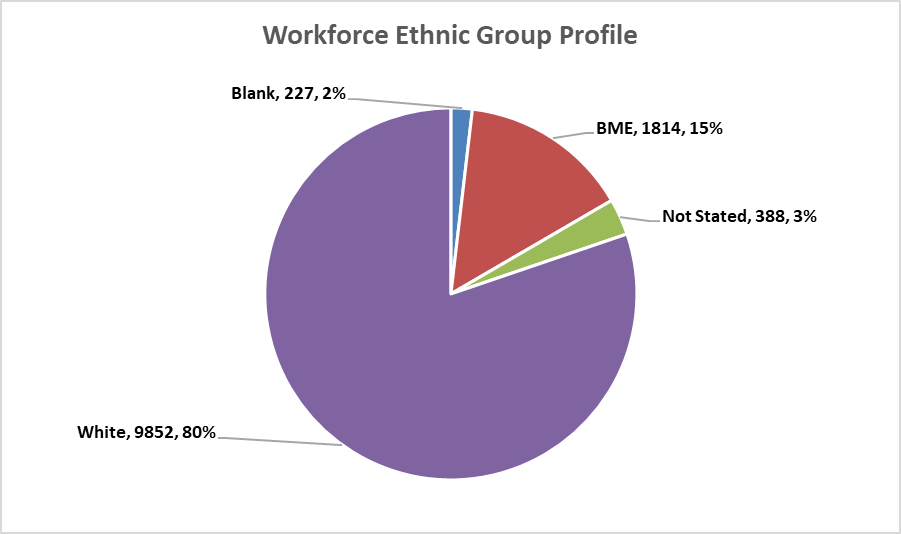 Workforce Ethnic Group Profile
Blank, 227, 2%
BME, 1814, 15%
Not Stated, 388, 3%
White, 9852, 80%